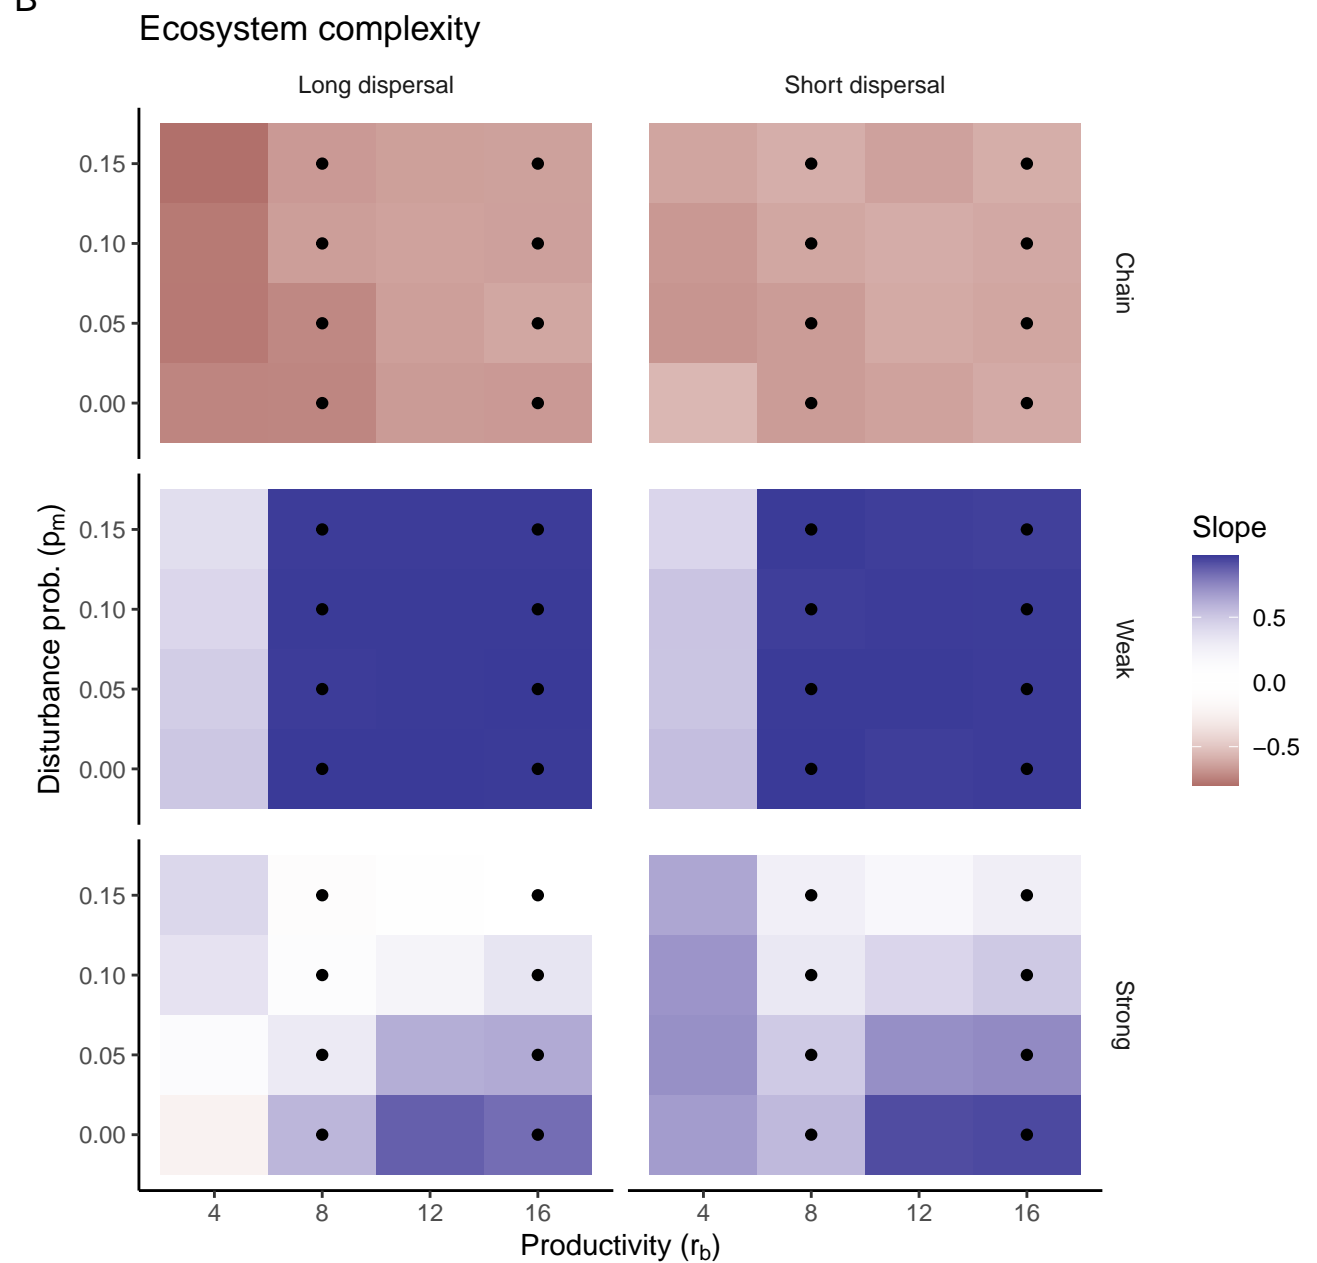 B
Ecosystem complexity
Long dispersal
Short dispersal
0.15
0.10
0.05
0.00
Chain
Disturbance prob. (pm)
0.15
0.10
0.05
0.00
Weak
0.15
0.10
0.05
0.00
Strong
4 8 12 16
4 8 12 16
Productivity (rb)
Slope
0.5
0.0
−0.5